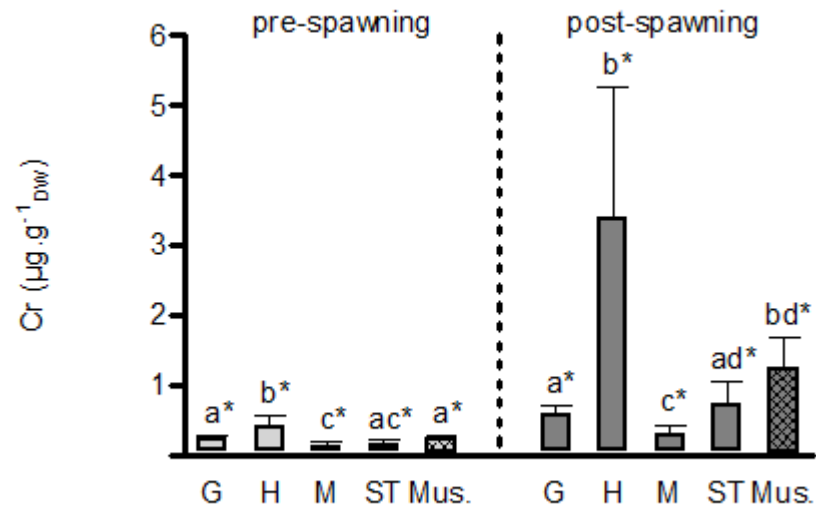 pre-spawning post-spawning
6
5
4
3
2
1
Cr (µg.g⁻¹DW)
a* b* c* ac* a* a* b* c* ad* bd*
G H M ST Mus. G H M ST Mus.